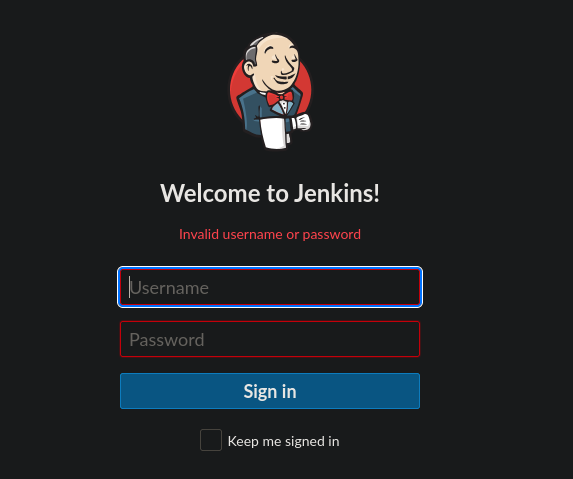 Welcome to Jenkins!
Invalid username or password
Username
Password
Sign in
Keep me signed in